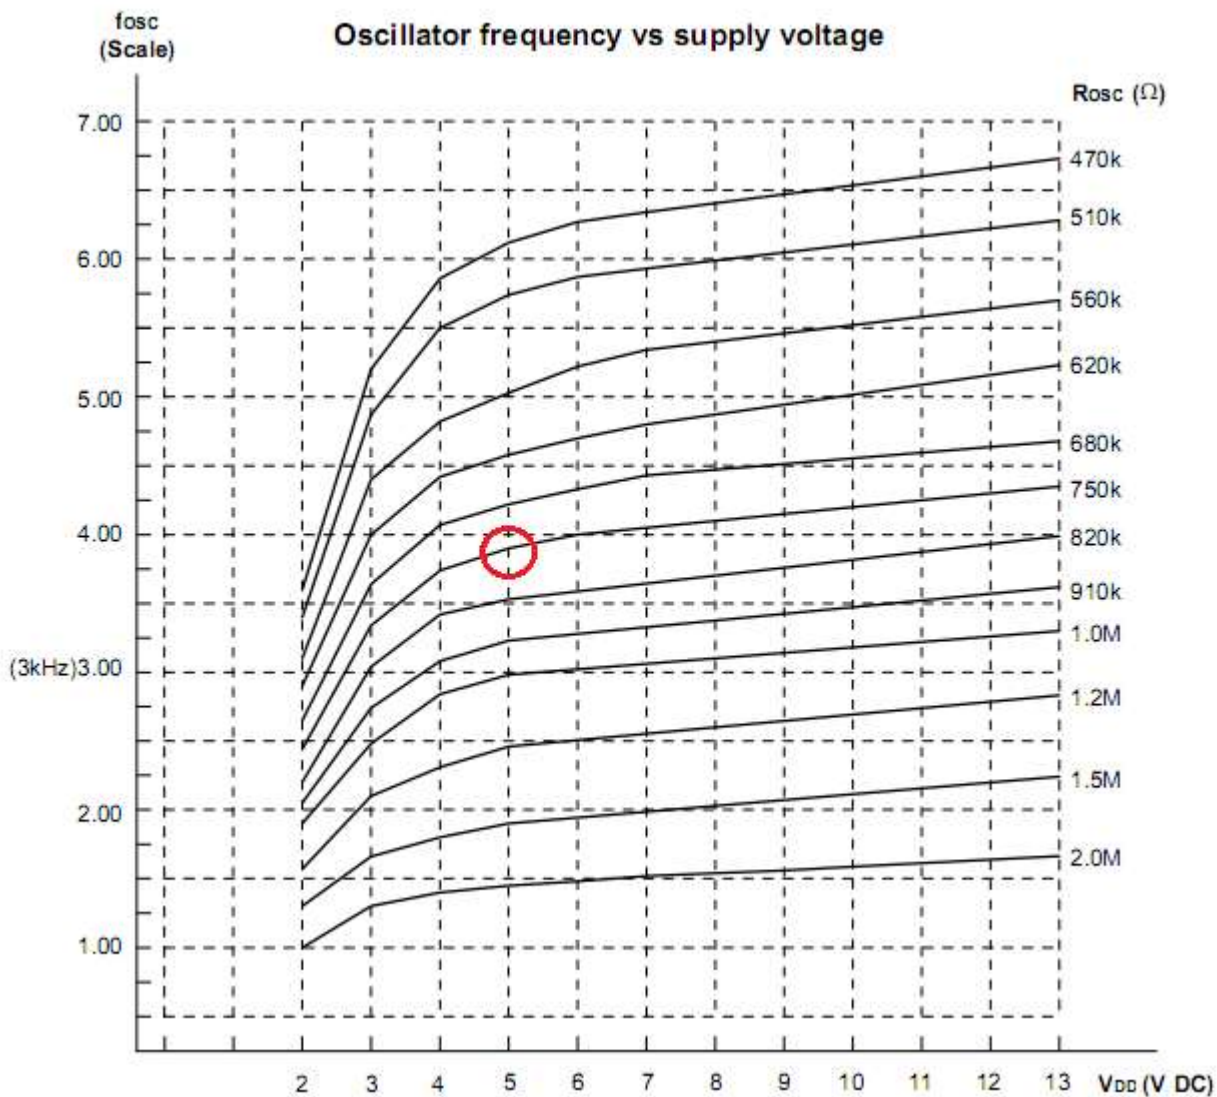 fosc
(Scale)
Oscillator frequency vs supply voltage
Rosc (Ω)
7.00
470k
510k
6.00
560k
620k
5.00
680k
750k
4.00
820k
910k
1.0M
(3kHz)3.00
1.2M
1.5M
2.00
2.0M
1.00
2 3 4 5 6 7 8 9 10 11 12 13 VDD (V DC)